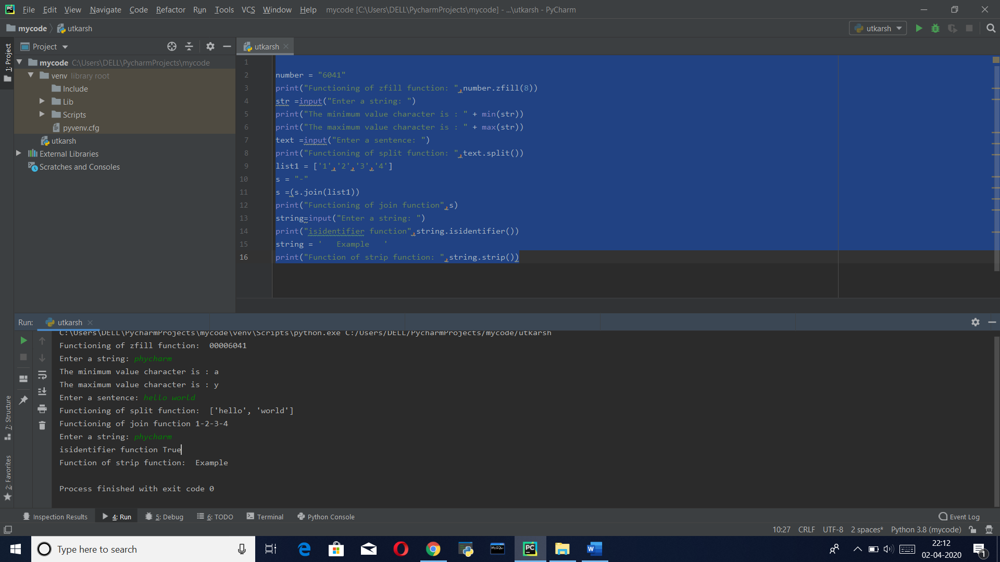 File Edit View Navigate Code Refactor Run Tools VCS Window Help mycode [C:\Users\DELL\PycharmProjects\mycode] - ...\utkarsh - PyCharm
mycode utkarsh utkarsh
1: Project
Project
mycode C:\Users\DELL\PycharmProjects\mycode
venv library root
Include
Lib
Scripts
pyvenv.cfg
utkarsh
External Libraries
Scratches and Consoles
utkarsh
1
2 number = "6041"
3 print("Functioning of zfill function: ",number.zfill(8))
4 str =input("Enter a string: ")
5 print("The minimum value character is : " + min(str))
6 print("The maximum value character is : " + max(str))
7 text =input("Enter a sentence: ")
8 print("Functioning of split function: ",text.split())
9 list1 = ['1','2','3','4']
10 s = "-"
11 s =(s.join(list1))
12 print("Functioning of join function",s)
13 string=input("Enter a string: ")
14 print("isidentifier function",string.isidentifier())
15 string = '   Example   '
16 print("Function of strip function: ",string.strip())
Run: utkarsh
C:\Users\DELL\PycharmProjects\mycode\venv\Scripts\python.exe C:/Users/DELL/PycharmProjects/mycode/utkarsh
Functioning of zfill function:  00006041
Enter a string: phycharm
The minimum value character is : a
The maximum value character is : y
Enter a sentence: hello world
Functioning of split function:  ['hello', 'world']
Functioning of join function 1-2-3-4
Enter a string: phycharm
isidentifier function True
Function of strip function:  Example
Process finished with exit code 0
7: Structure
2: Favorites
Inspection Results 4: Run 5: Debug 6: TODO Terminal Python Console Event Log
10:27 CRLF UTF-8 2 spaces* Python 3.8 (mycode)
Type here to search
22:12
02-04-2020
1